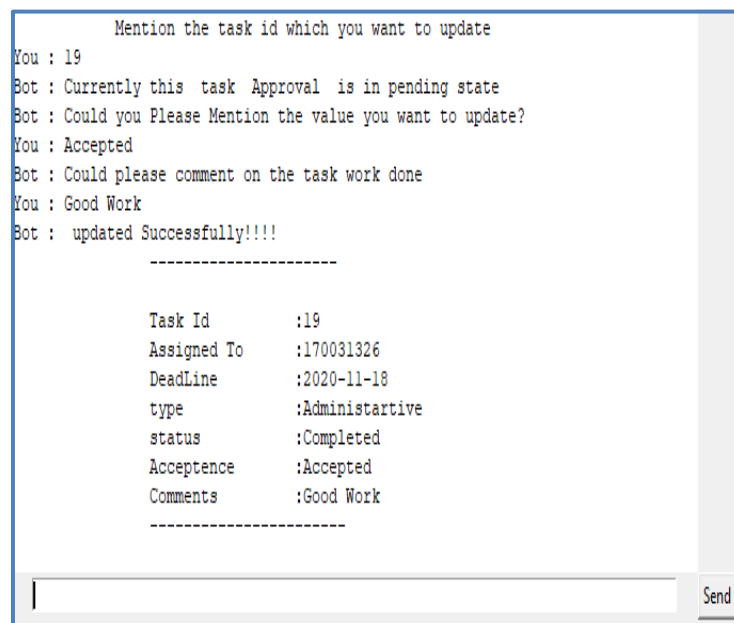 Mention the task id which you want to update
You : 19
Bot : Currently this  task  Approval  is in pending state
Bot : Could you Please Mention the value you want to update?
You : Accepted
Bot : Could please comment on the task work done
You : Good Work
Bot :  updated Successfully!!!!
----------------------
Task Id :19
Assigned To :170031326
DeadLine :2020-11-18
type :Administartive
status :Completed
Acceptence :Accepted
Comments :Good Work
-----------------------
Send